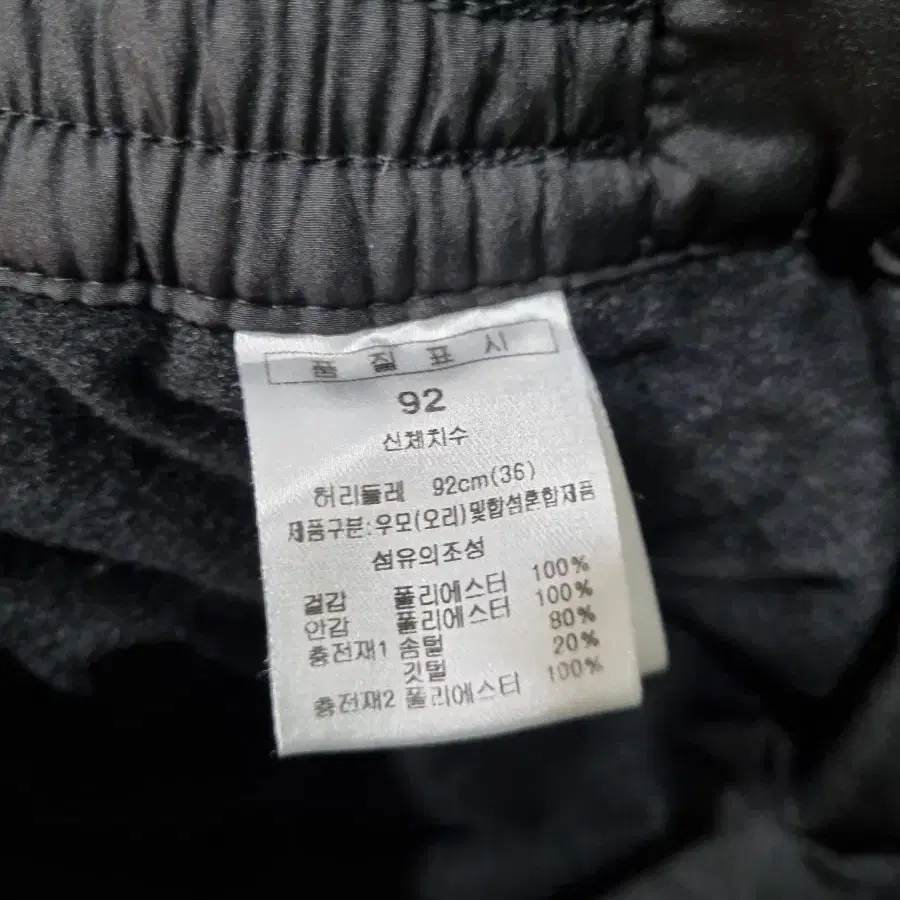 품질표시
92
신체치수
허리둘레 92cm(36)
제품구분:우모(오리)및합섬혼합제품
섬유의조성
겉감 폴리에스터 100%
안감 폴리에스터 100%
충전재1 솜털 80%
깃털 20%
충전재2 폴리에스터 100%